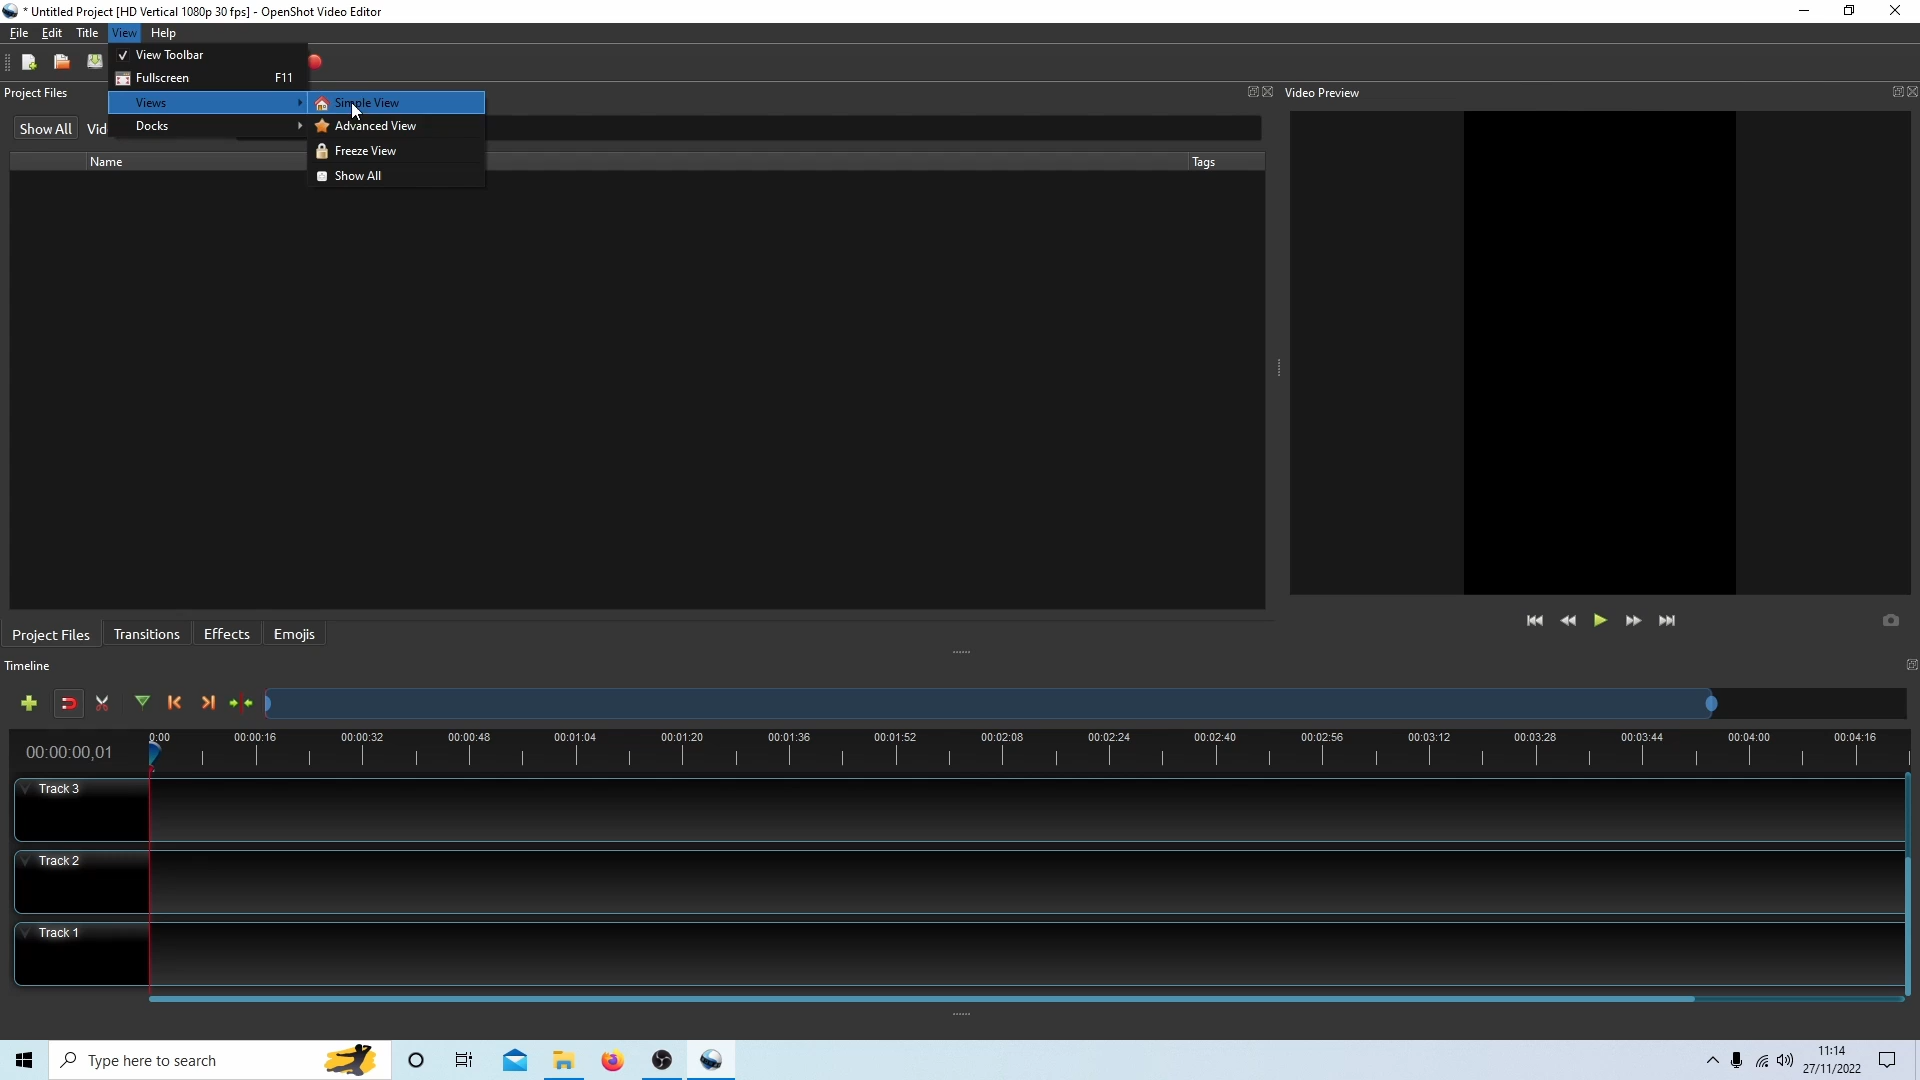 * Untitled Project [HD Vertical 1080p 30 fps] - OpenShot Video Editor
File Edit Title View Help
View Toolbar
Fullscreen F11
Views
Docks
Simple View
Advanced View
Freeze View
Show All
Project Files
Video Preview
Show All
Name
Tags
Project Files Transitions Effects Emojis
Timeline
00:00:00,01
0:00 00:00:16 00:00:32 00:00:48 00:01:04 00:01:20 00:01:36 00:01:52 00:02:08 00:02:24 00:02:40 00:02:56 00:03:12 00:03:28 00:03:44 00:04:00 00:04:16
Track 3
Track 2
Track 1
Type here to search
11:14
27/11/2022